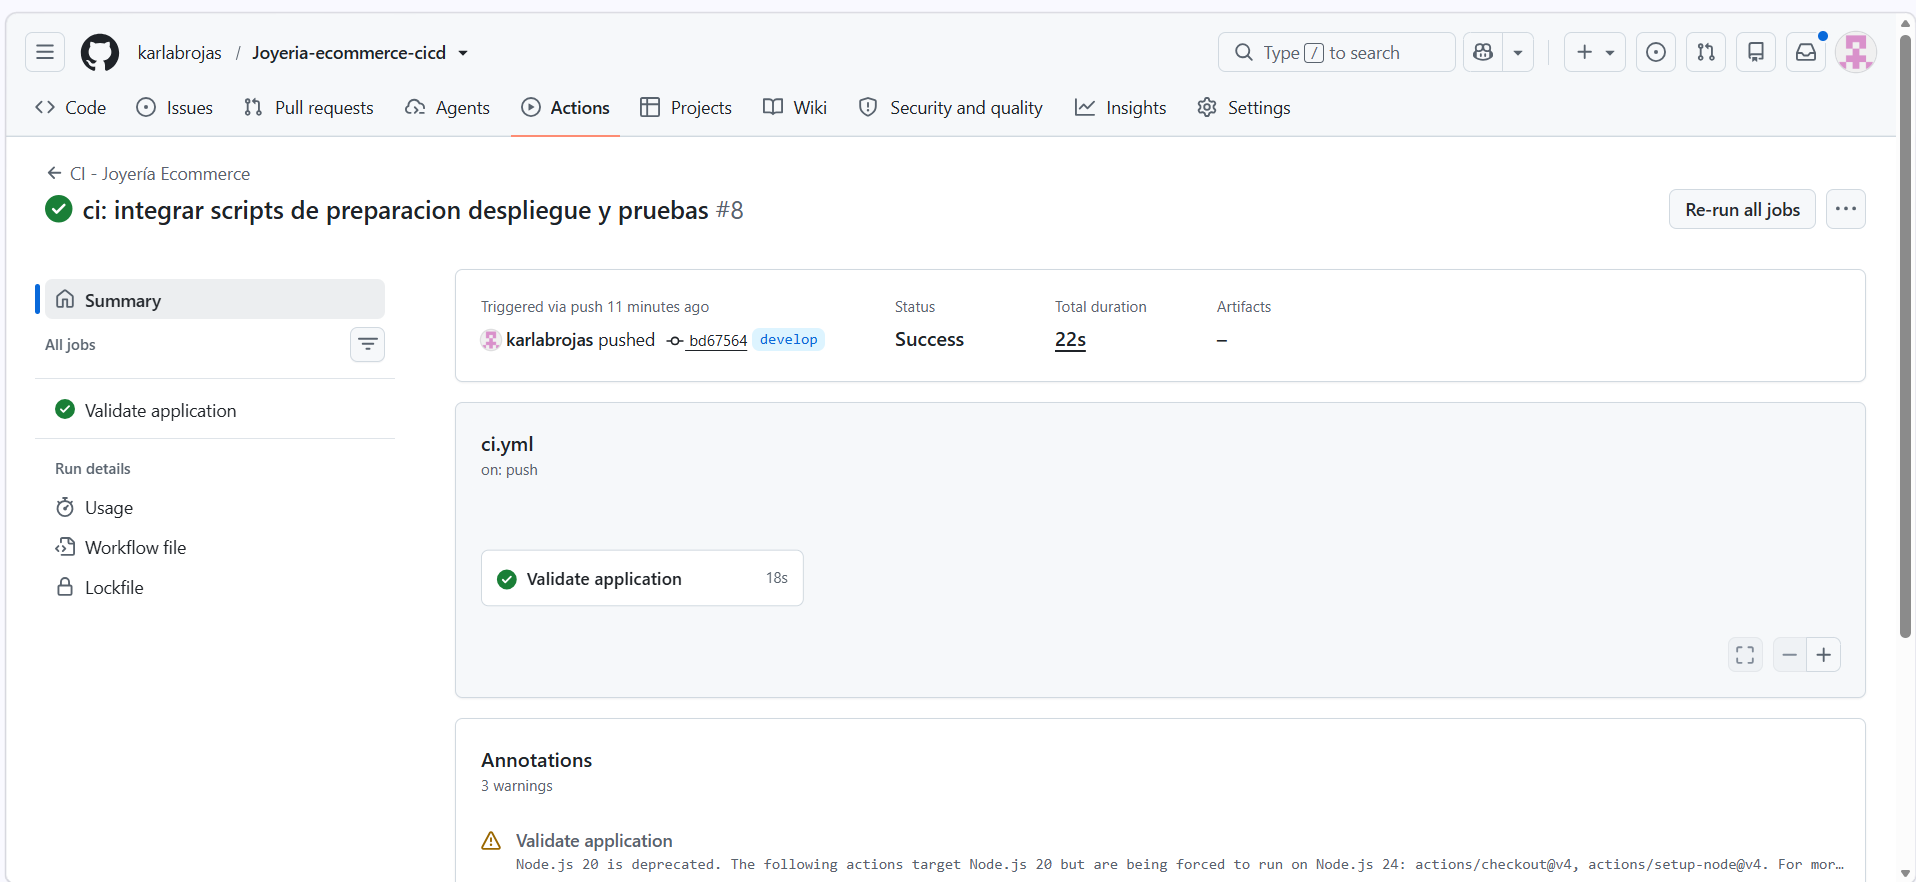 karlabrojas / Joyeria-ecommerce-cicd
Type / to search
Code Issues Pull requests Agents Actions Projects Wiki Security and quality Insights Settings
CI - Joyería Ecommerce
ci: integrar scripts de preparacion despliegue y pruebas #8
Re-run all jobs
Summary
All jobs
Validate application
Run details
Usage
Workflow file
Lockfile
Triggered via push 11 minutes ago
karlabrojas pushed bd67564 develop
Status
Success
Total duration
22s
Artifacts
–
ci.yml
on: push
Validate application 18s
Annotations
3 warnings
Validate application
Node.js 20 is deprecated. The following actions target Node.js 20 but are being forced to run on Node.js 24: actions/checkout@v4, actions/setup-node@v4. For mor…